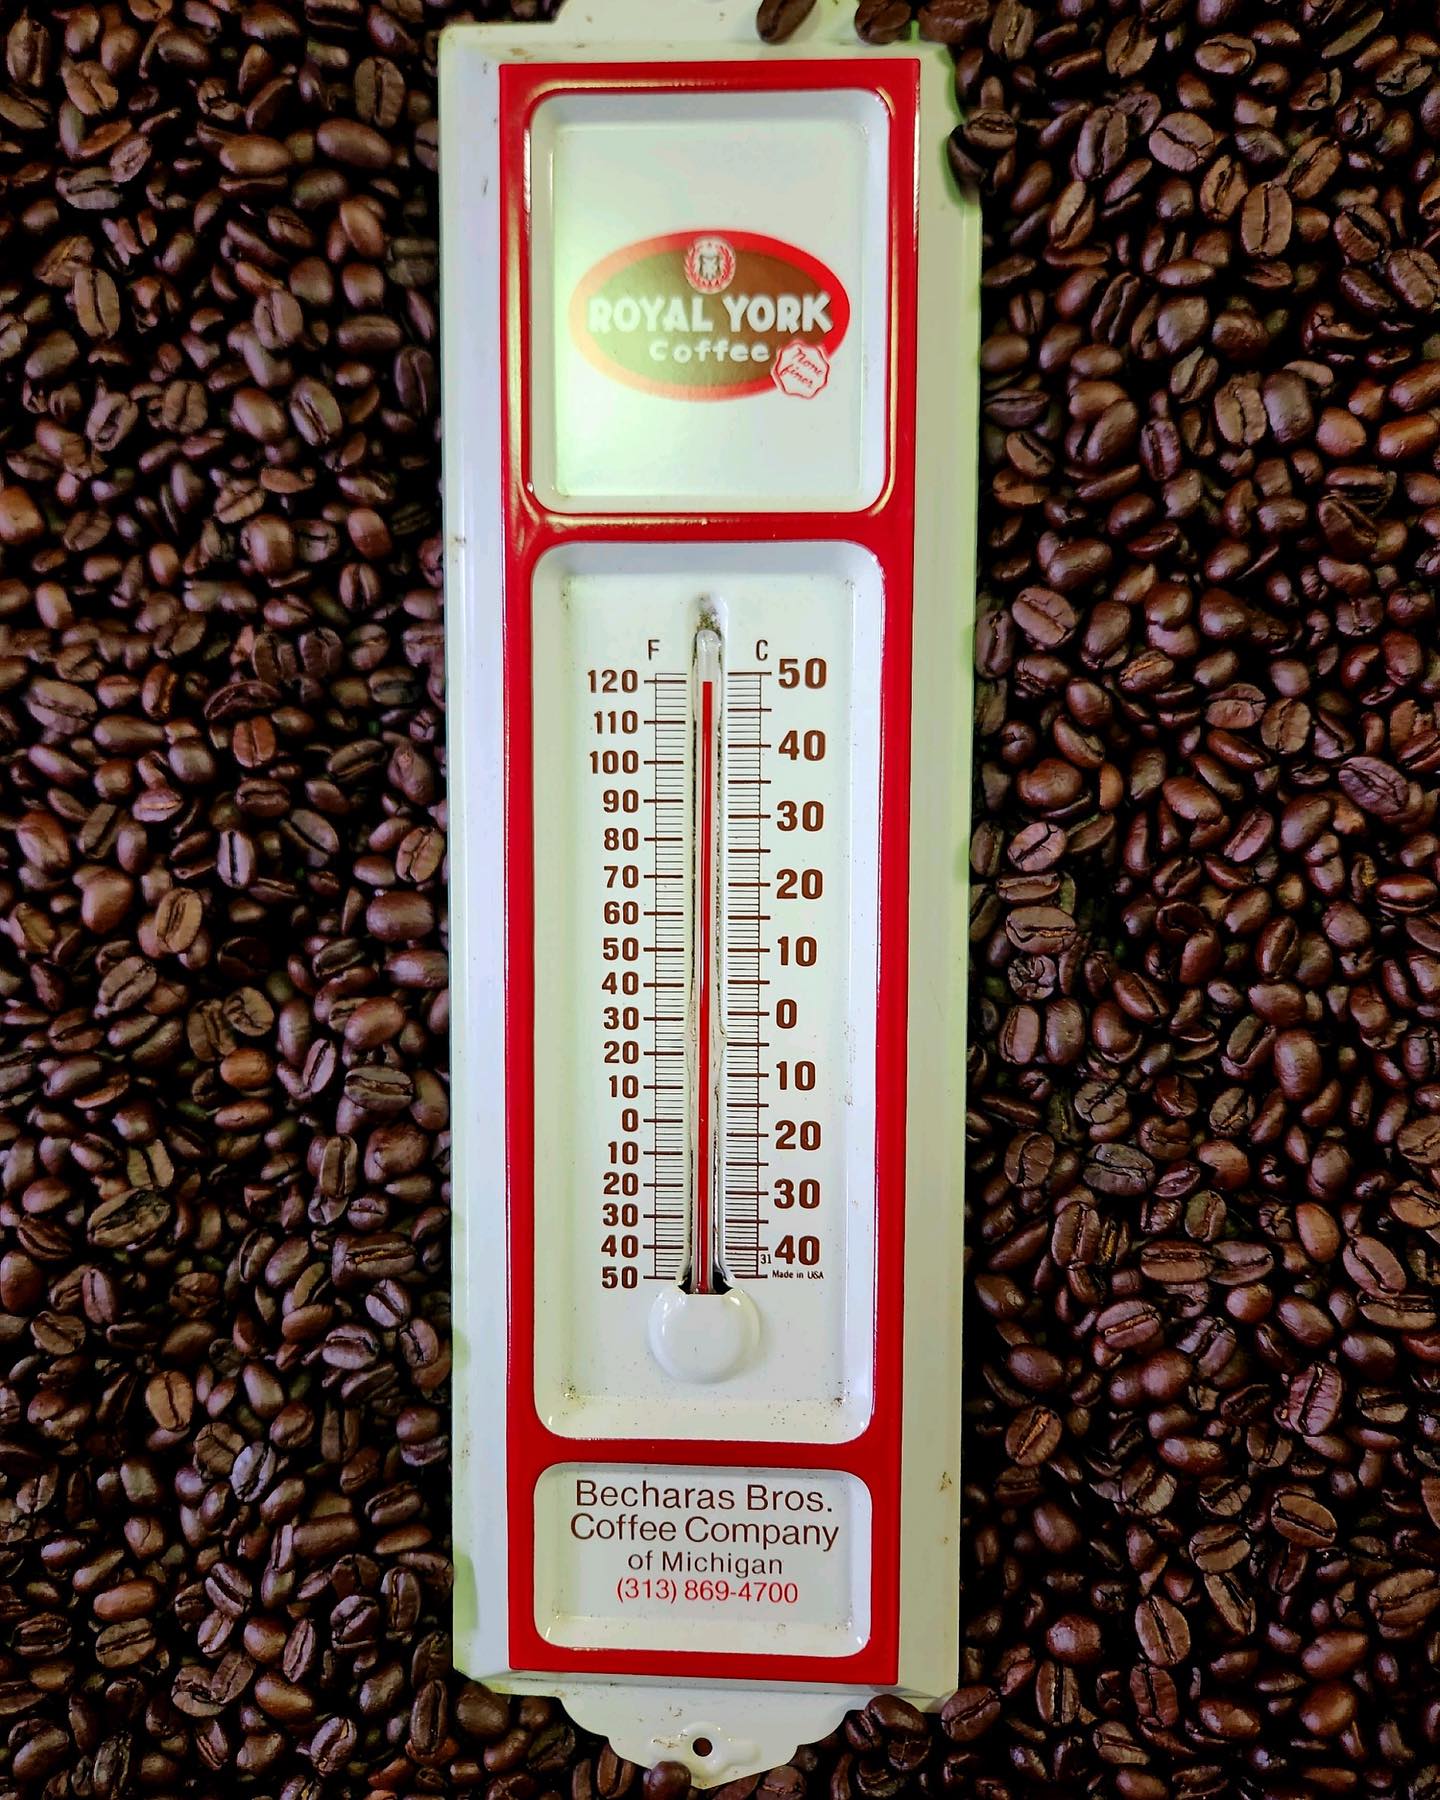 ROYAL YORK
Coffee
None
finer
F C
120 50
110
100 40
90 30
80
70 20
60
50 10
40
30 0
20
10 10
0 20
10
20 30
30
40 31 40
50 Made in USA
Becharas Bros.
Coffee Company
of Michigan
(313) 869-4700